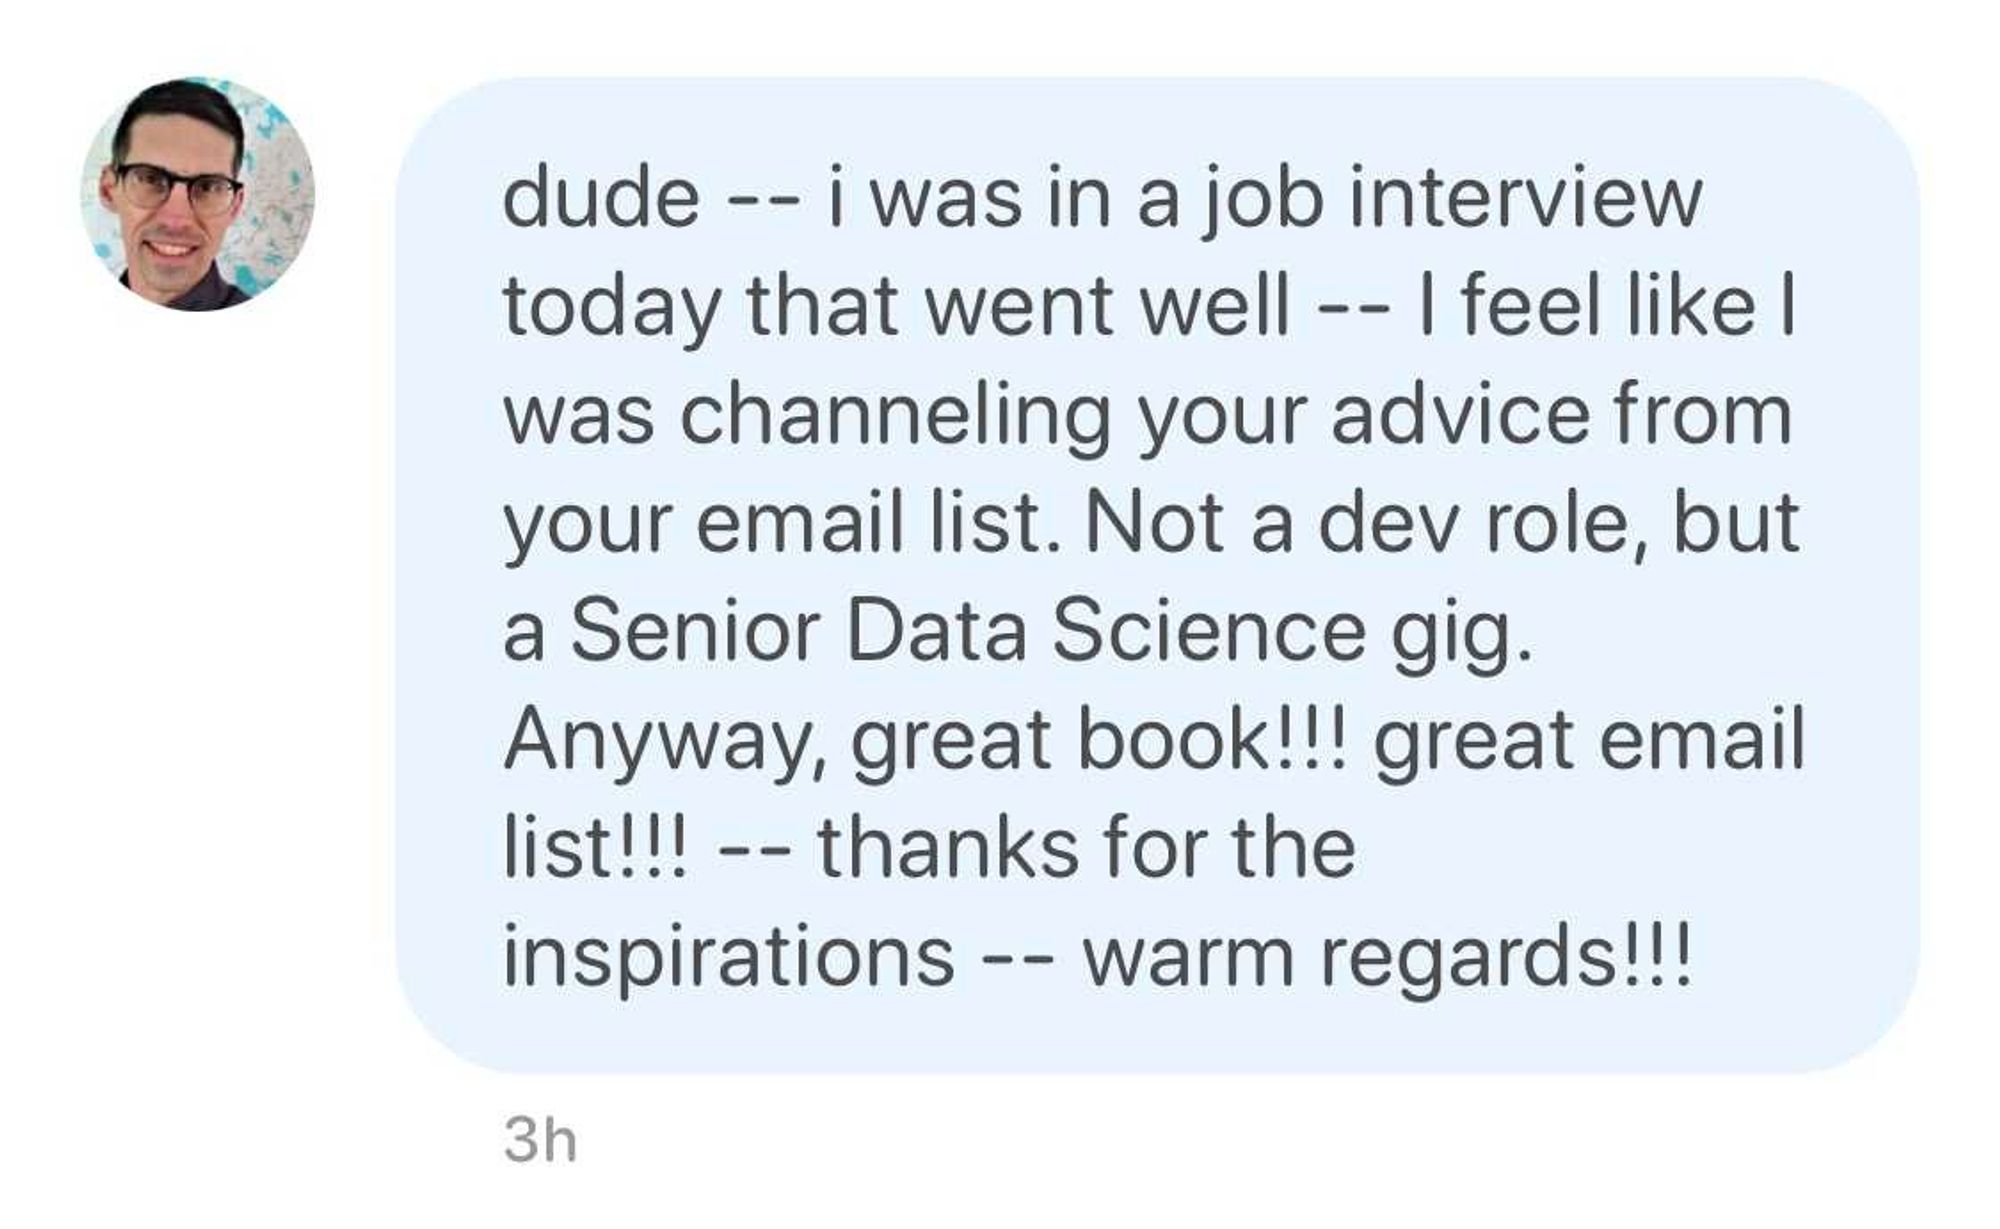 dude -- i was in a job interview
today that went well -- I feel like I
was channeling your advice from
your email list. Not a dev role, but
a Senior Data Science gig.
Anyway, great book!!! great email
list!!! -- thanks for the
inspirations -- warm regards!!!
3h